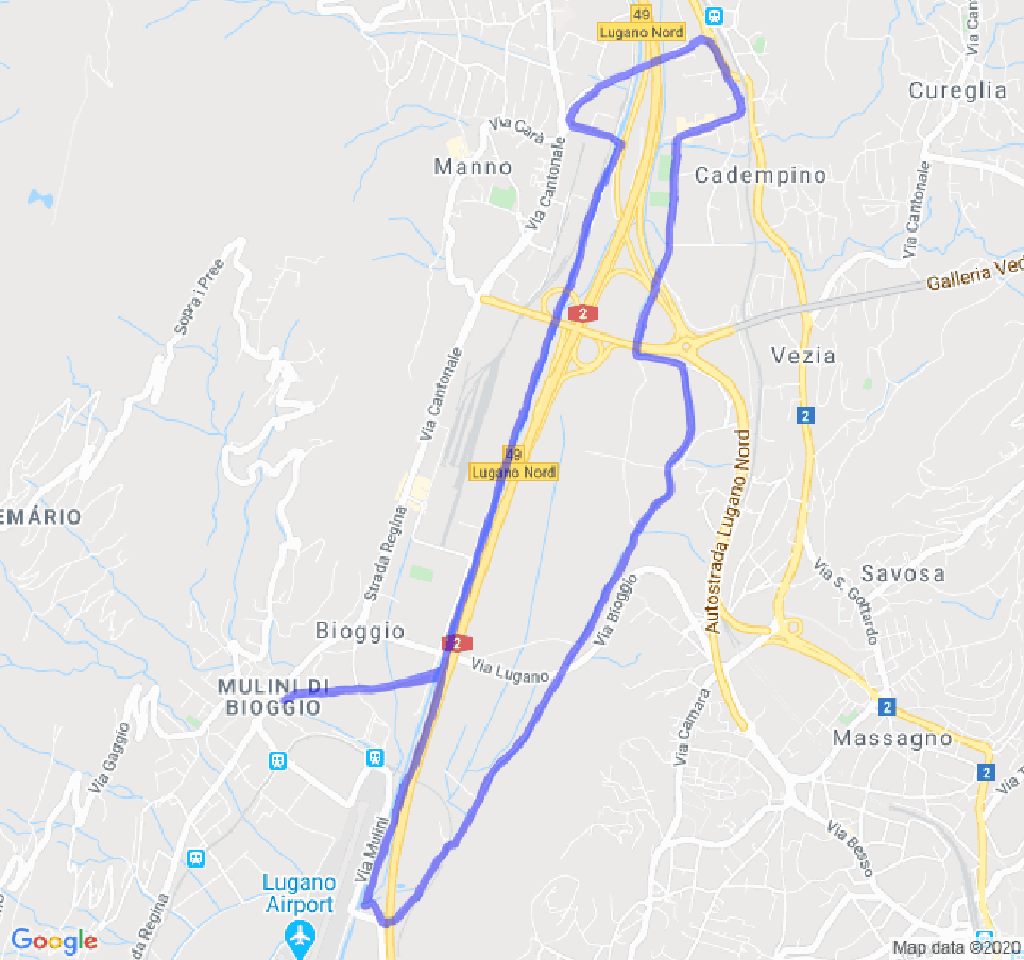 49
Lugano Nord
Via Can
Cureglia
Via Cara
Via Cantonale
Manno
Cadempino
Via Cantonale
Sopra i Pree
Galleria Ved
2
Vezia
Via Cantonale
2
49
Lugano Nord
Autostrada Lugano Nord
EMÁRIO
Strada Regina
Via S. Gottardo
Savosa
Via Bioggio
Bioggio
2
Via Lugano
MULINI DI
BIOGGIO
Via Camara
2
Massagno
Via Gaggio
2
Via Mulini
Via Besso
Lugano
Airport
da Regina
Google
Map data ©2020